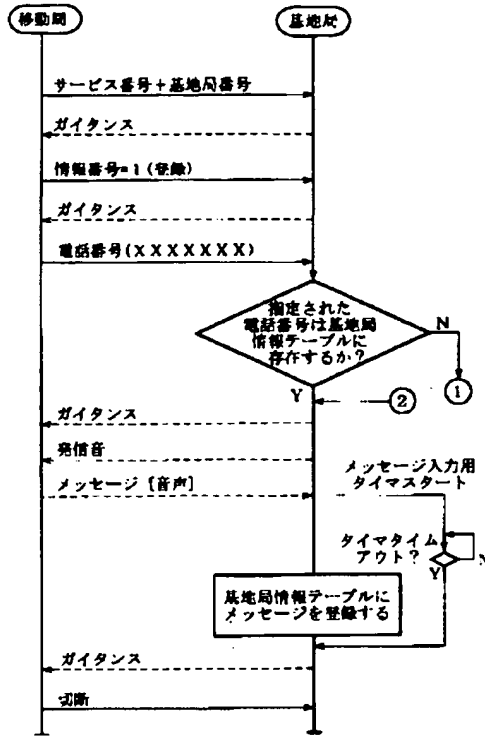 移動局
基地局
サービス番号+基地局番号
ガイタンス
情報番号=1(登録)
ガイタンス
電話番号(XXXXXXX)
指定された
電話番号は基地局
情報テーブルに
存在するか?
N
1
Y
2
ガイタンス
発信音
メッセージ入力用
タイマスタート
メッセージ[音声]
タイマタイム
アウト?
Y
N
基地局情報テーブルに
メッセージを登録する
ガイタンス
切断